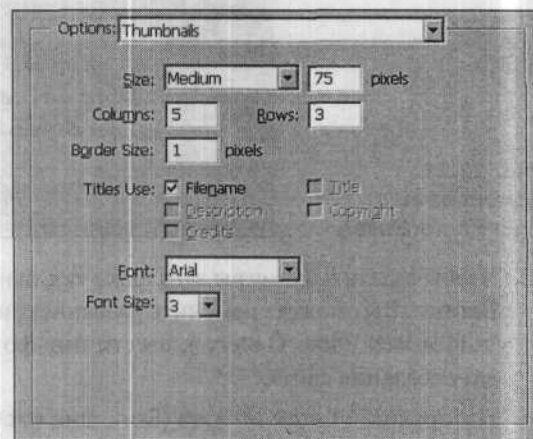 Options: Thumbnails
Size: Medium 75 pixels
Columns: 5 Rows: 3
Border Size: 1 pixels
Titles Use: Filename Title
Description Copyright
Credits
Font: Arial
Font Size: 3